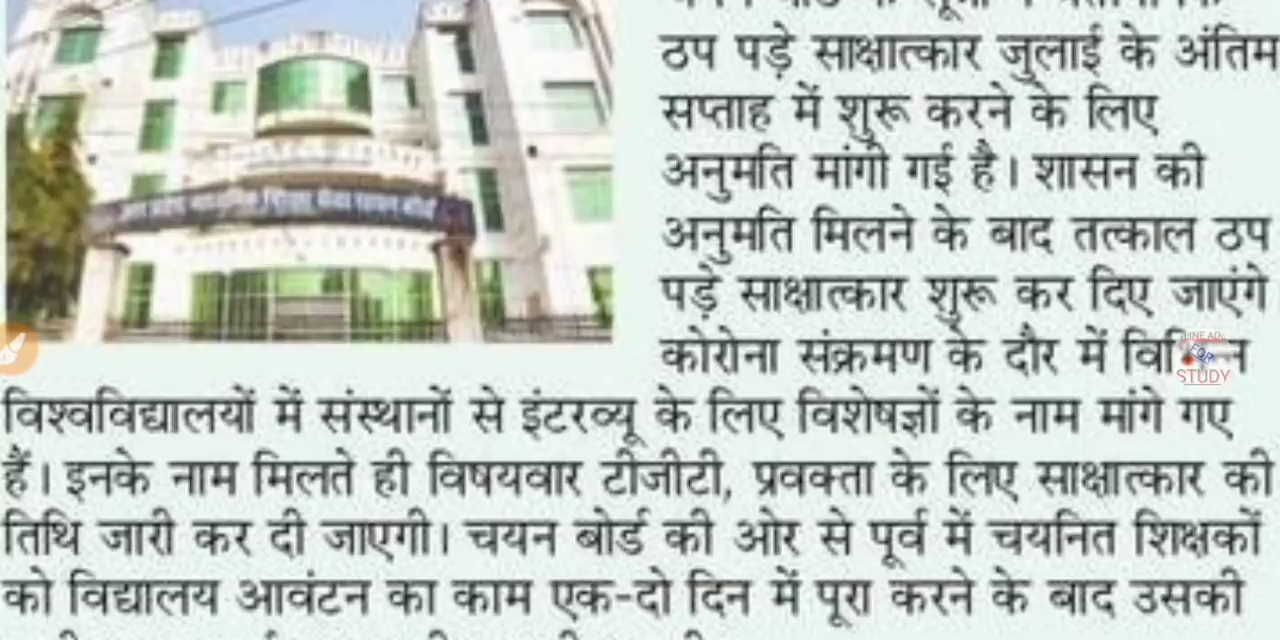 ठप पड़े साक्षात्कार जुलाई के अंतिम
सप्ताह में शुरू करने के लिए
अनुमति मांगी गई है। शासन की
अनुमति मिलने के बाद तत्काल ठप
पड़े साक्षात्कार शुरू कर दिए जाएंगे
कोरोना संक्रमण के दौर में
FOR
STUDY
विश्वविद्यालयों में संस्थानों से इंटरव्यू के लिए विशेषज्ञों के नाम मांगे गए
हैं। इनके नाम मिलते ही विषयवार टीजीटी, प्रवक्ता के लिए साक्षात्कार की
तिथि जारी कर दी जाएगी। चयन बोर्ड की ओर से पूर्व में चयनित शिक्षकों
को विद्यालय आवंटन का काम एक-दो दिन में पूरा करने के बाद उसकी